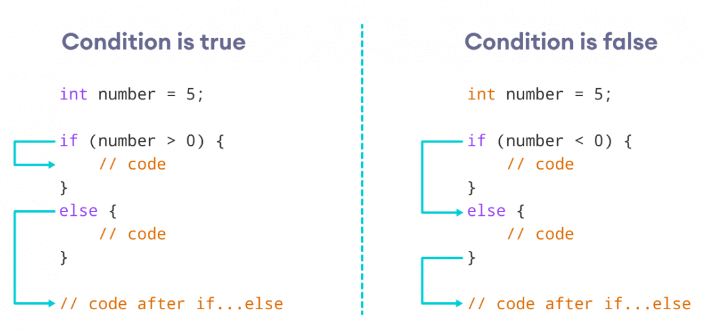 Condition is true
int number = 5;
if (number > 0) {
// code
}
else {
// code
}
// code after if...else
Condition is false
int number = 5;
if (number < 0) {
// code
}
else {
// code
}
// code after if...else